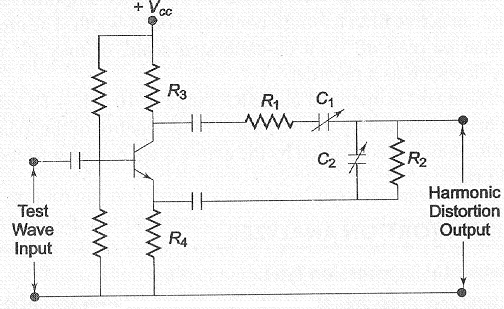 + Vcc
R3
R1
C1
C2
R2
R4
Test
Wave
Input
Harmonic
Distortion
Output